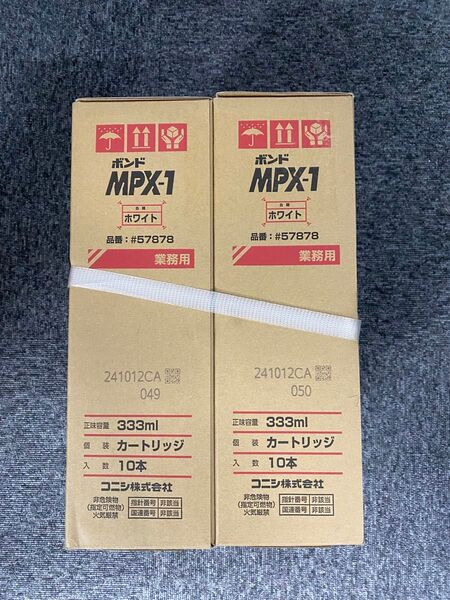 ボンド
MPX-1
色調
ホワイト
品番：#57878
業務用
241012CA
049
正味容量 333ml
個装 カートリッジ
入数 10本
コニシ株式会社
非危険物
(指定可燃物)
火気厳禁
指針番号 非該当
国連番号 非該当
ボンド
MPX-1
色調
ホワイト
品番：#57878
業務用
241012CA
050
正味容量 333ml
個装 カートリッジ
入数 10本
コニシ株式会社
非危険物
(指定可燃物)
火気厳禁
指針番号 非該当
国連番号 非該当